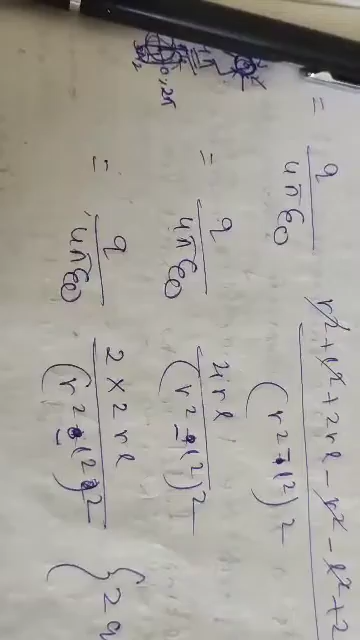 = q/4πε0 r²+l²+2rl-r²-l²+2
(r²-l²)²
= q/4πε0 4rl/(r²-l²)²
= q/4πε0 2×2rl/(r²-l²)² {2q